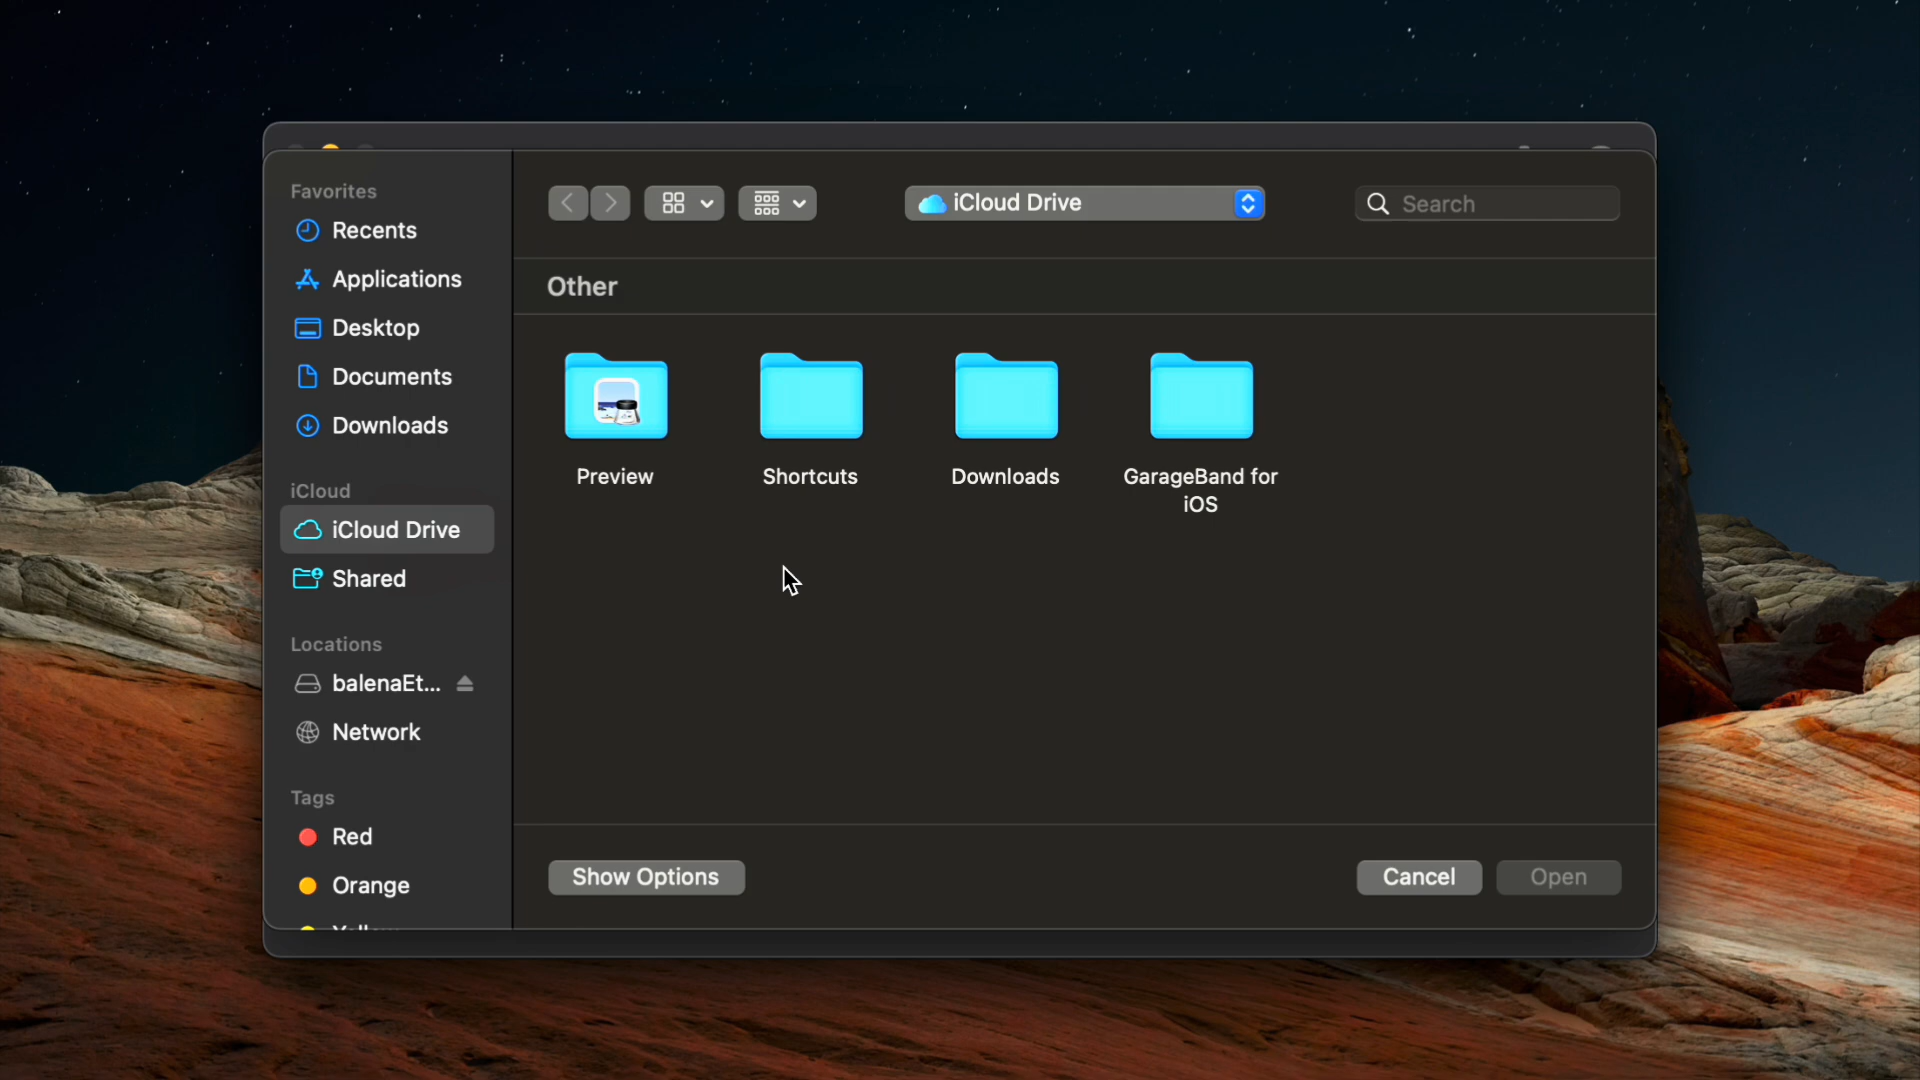 Favorites
Recents
Applications
Desktop
Documents
Downloads
iCloud
iCloud Drive
Shared
Locations
balenaEt...
Network
Tags
Red
Orange
iCloud Drive
Search
Other
Preview
Shortcuts
Downloads
GarageBand for
iOS
Show Options
Cancel
Open